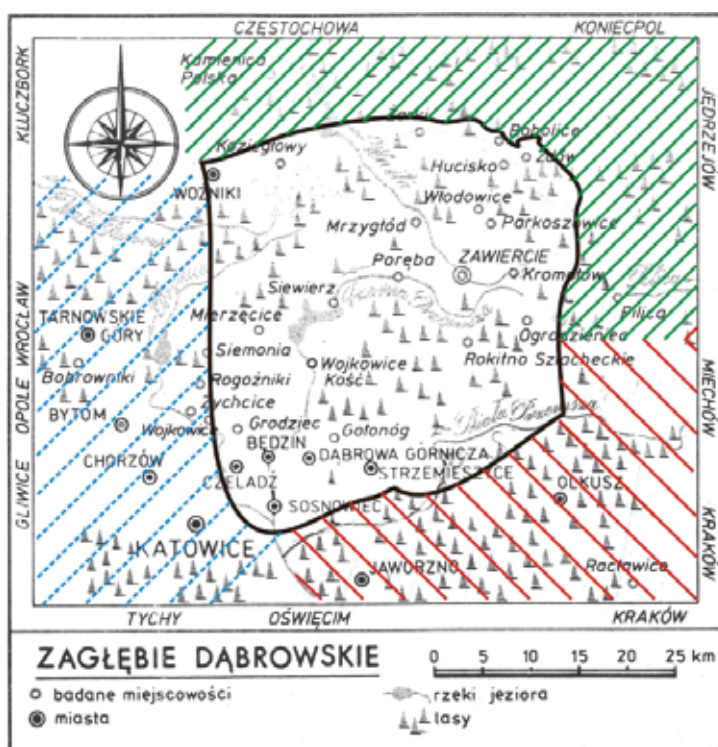 CZĘSTOCHOWA
KONIECPOL
KLUCZBORK
Kamienica
Polska
JĘDRZEJÓW
Żarki
Bobolice
Koziegłowy
Hucisko
Zdów
WOŹNIKI
Włodowice
Mrzygłód
Parkoszowice
Poręba
ZAWIERCIE
Kromołów
Siewierz
Pilica
WROCŁAW
TARNOWSKIE
GÓRY
Mierzęcice
Ogrodzieniec
Siemonia
Rokitno Szlacheckie
Bobrowniki
Wojkowice
Kość.
Rogoźniki
MIECHÓW
OPOLE
Żychcice
BYTOM
Wojkowice
Grodziec
Gołonóg
Biała Przemsza
BĘDZIN
DĄBROWA GÓRNICZA
CHORZÓW
CZELADŹ
STRZEMIESZYCE
GLIWICE
OLKUSZ
SOSNOWIEC
KATOWICE
KRAKÓW
JAWORZNO
Racławice
TYCHY
OŚWIĘCIM
KRAKÓW
ZAGŁĘBIE DĄBROWSKIE
0 5 10 15 20 25 km
badane miejscowości
rzeki jeziora
miasta
lasy